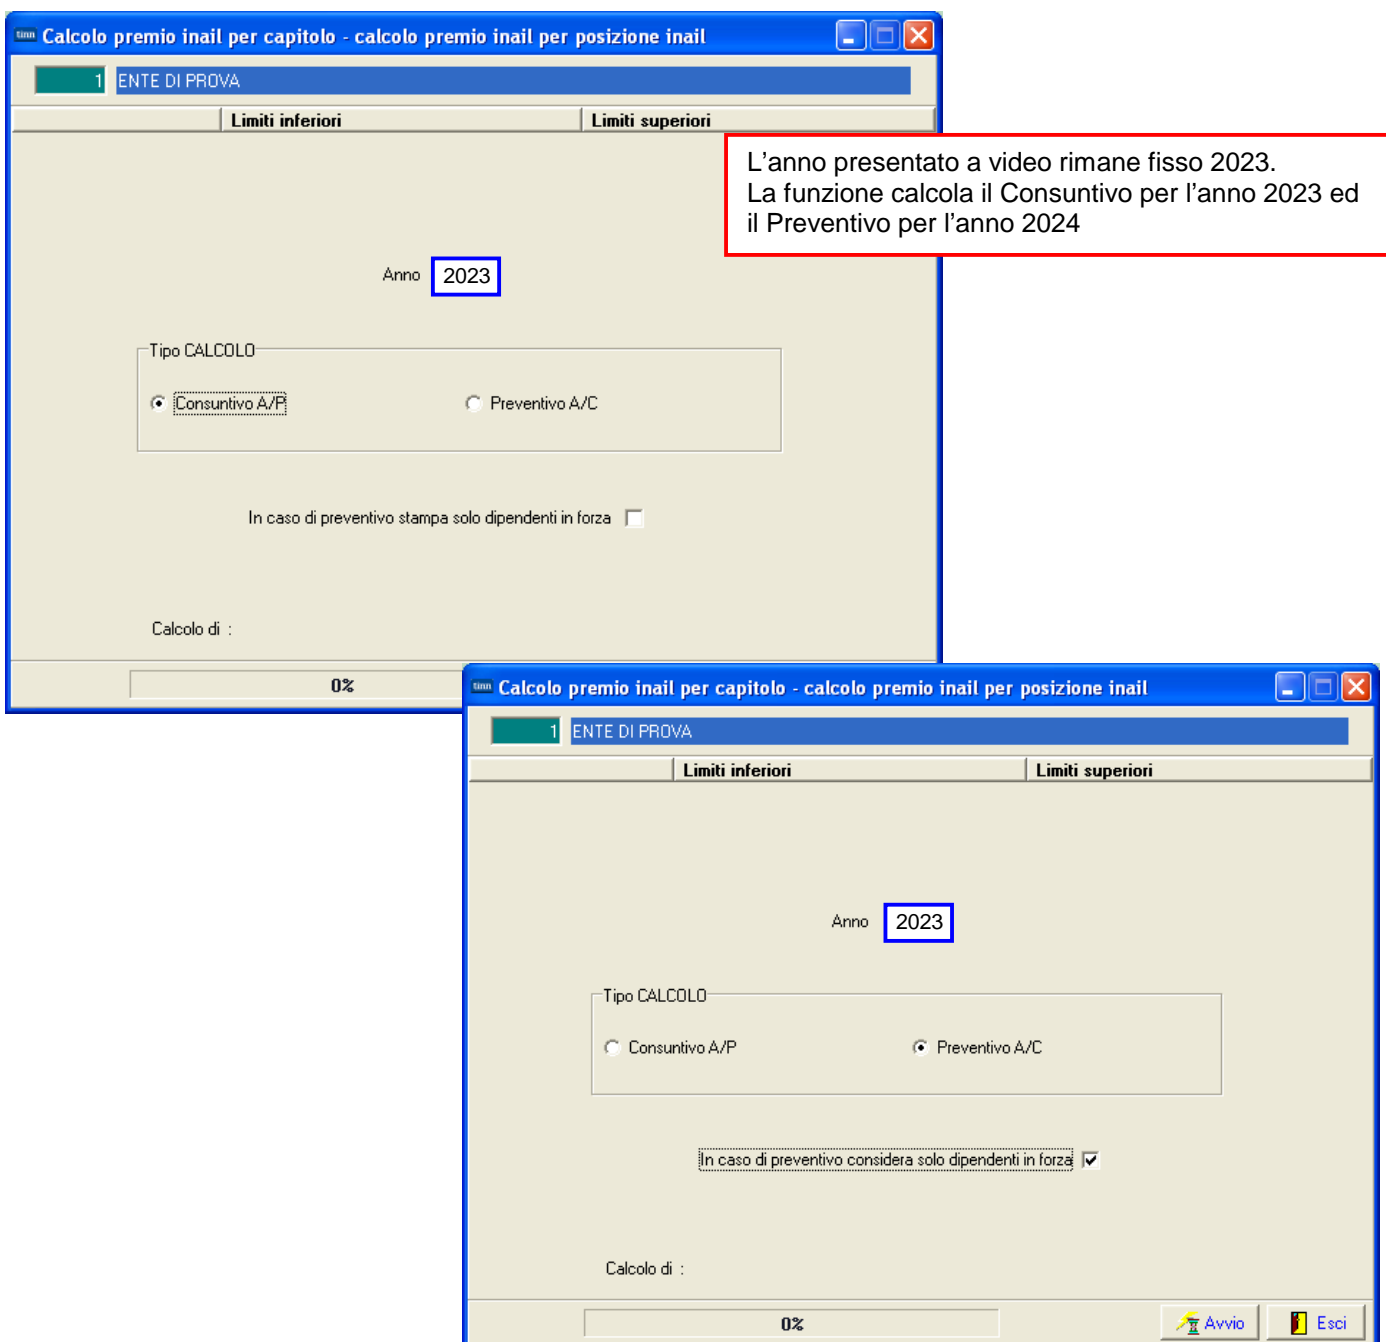 tinn Calcolo premio inail per capitolo - calcolo premio inail per posizione inail
1 ENTE DI PROVA
Limiti inferiori Limiti superiori
L'anno presentato a video rimane fisso 2023.
La funzione calcola il Consuntivo per l'anno 2023 ed
il Preventivo per l'anno 2024
Anno 2023
Tipo CALCOLO
Consuntivo A/P Preventivo A/C
In caso di preventivo stampa solo dipendenti in forza
Calcolo di :
0%
tinn Calcolo premio inail per capitolo - calcolo premio inail per posizione inail
1 ENTE DI PROVA
Limiti inferiori Limiti superiori
Anno 2023
Tipo CALCOLO
Consuntivo A/P Preventivo A/C
In caso di preventivo considera solo dipendenti in forza
Calcolo di :
0% Avvio Esci